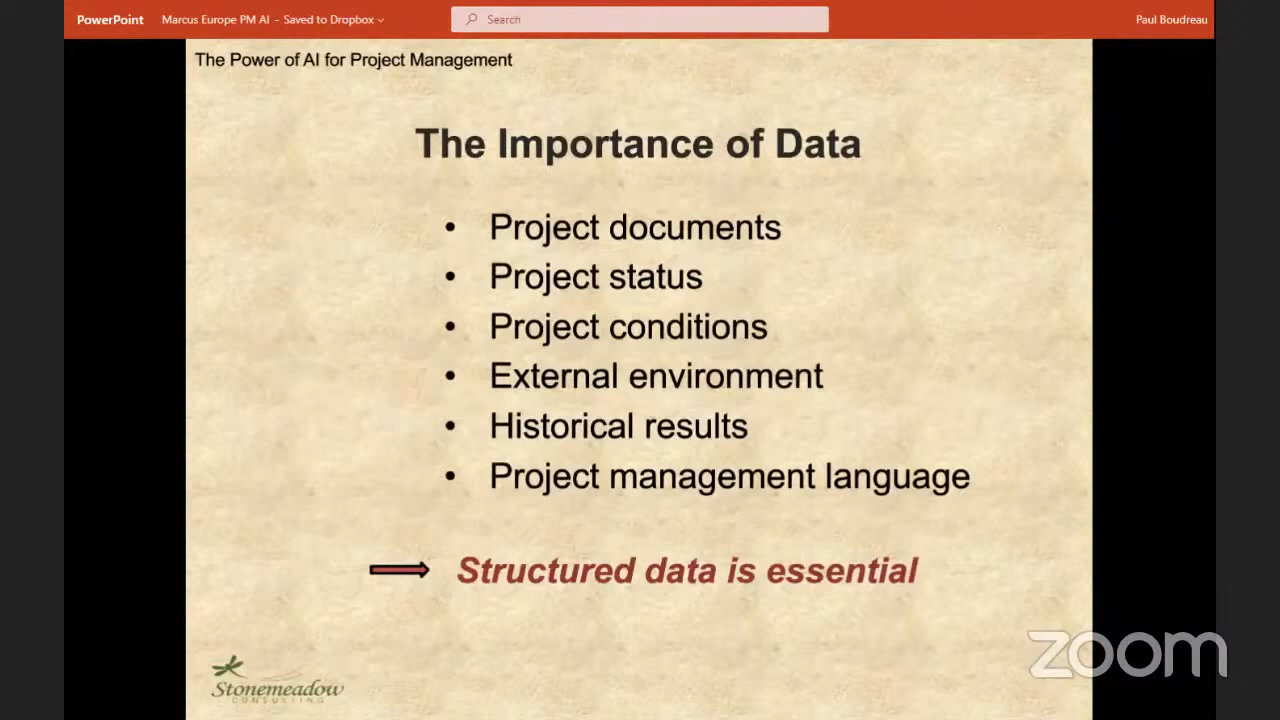 PowerPoint Marcus Europe PM AI - Saved to Dropbox Search Paul Boudreau
The Power of AI for Project Management
The Importance of Data
• Project documents
• Project status
• Project conditions
• External environment
• Historical results
• Project management language
Structured data is essential
Stonemeadow
CONSULTING
zoom